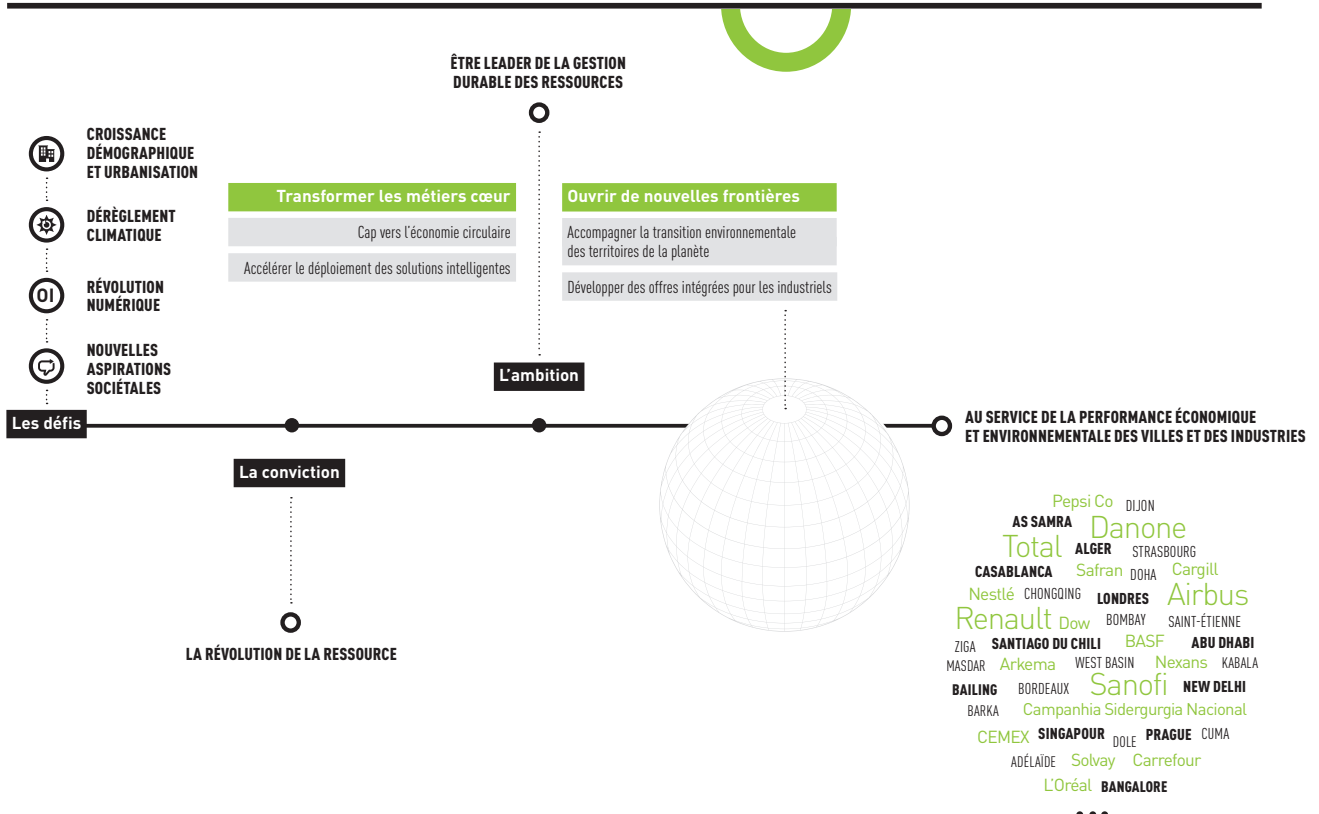 ÊTRE LEADER DE LA GESTION
DURABLE DES RESSOURCES
CROISSANCE
DÉMOGRAPHIQUE
ET URBANISATION
DÉRÈGLEMENT
CLIMATIQUE
01
RÉVOLUTION
NUMÉRIQUE
NOUVELLES
ASPIRATIONS
SOCIÉTALES
Les défis
Transformer les métiers cœur
Cap vers l'économie circulaire
Accélérer le déploiement des solutions intelligentes
Ouvrir de nouvelles frontières
Accompagner la transition environnementale
des territoires de la planète
Développer des offres intégrées pour les industriels
L'ambition
La conviction
LA RÉVOLUTION DE LA RESSOURCE
AU SERVICE DE LA PERFORMANCE ÉCONOMIQUE
ET ENVIRONNEMENTALE DES VILLES ET DES INDUSTRIES
Pepsi Co DIJON
AS SAMRA Danone
Total ALGER STRASBOURG
CASABLANCA Safran DOHA Cargill
Nestlé CHONGQING LONDRES Airbus
Renault Dow BOMBAY SAINT-ÉTIENNE
ZIGA SANTIAGO DU CHILI BASF ABU DHABI
MASDAR Arkema WEST BASIN Nexans KABALA
BAILING BORDEAUX Sanofi NEW DELHI
BARKA Campanhia Sidergurgia Nacional
CEMEX SINGAPOUR DOLE PRAGUE CUMA
ADÉLAÏDE Solvay Carrefour
L'Oréal BANGALORE
...